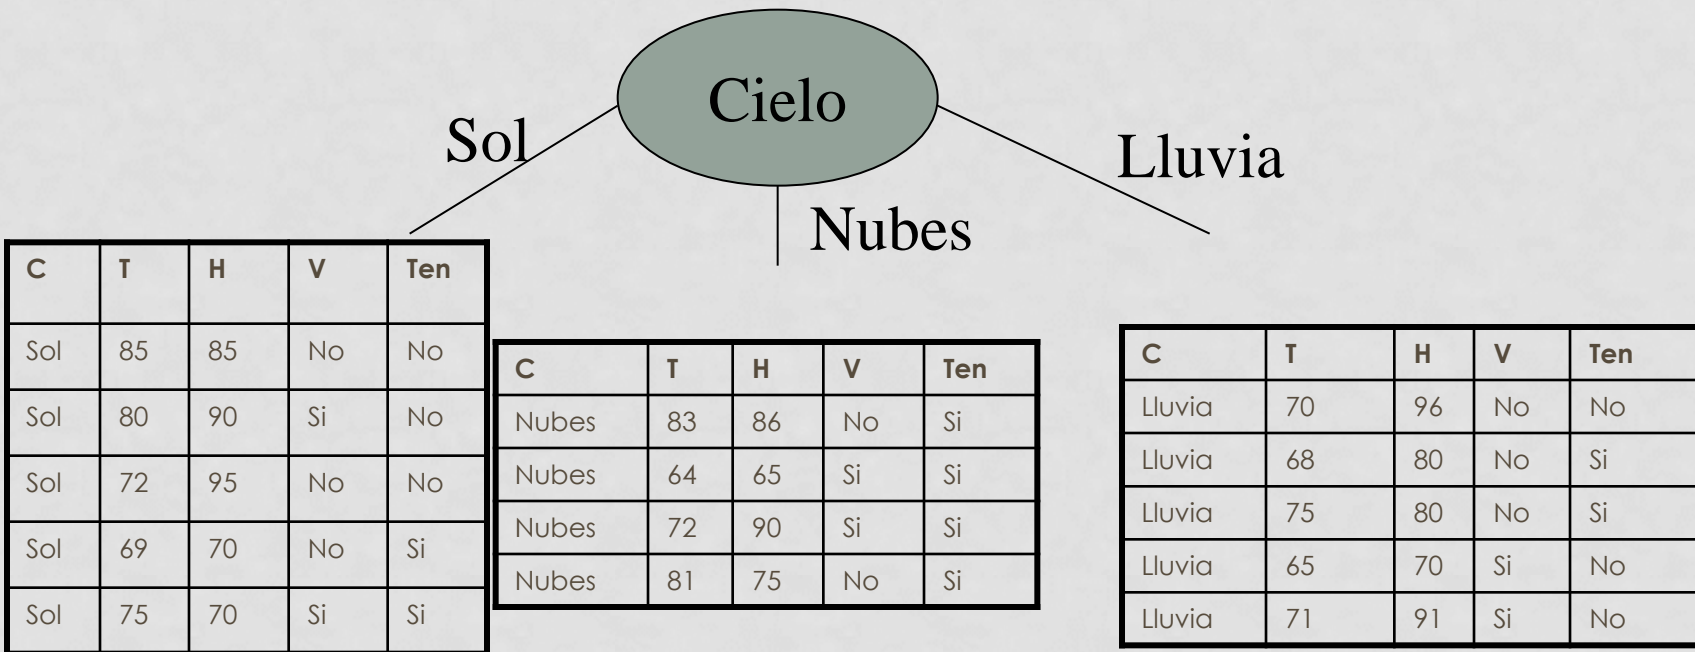 Cielo
Sol
Lluvia
Nubes
C T H V Ten
Sol 85 85 No No
Sol 80 90 Si No
Sol 72 95 No No
Sol 69 70 No Si
Sol 75 70 Si Si
C T H V Ten
Nubes 83 86 No Si
Nubes 64 65 Si Si
Nubes 72 90 Si Si
Nubes 81 75 No Si
C T H V Ten
Lluvia 70 96 No No
Lluvia 68 80 No Si
Lluvia 75 80 No Si
Lluvia 65 70 Si No
Lluvia 71 91 Si No